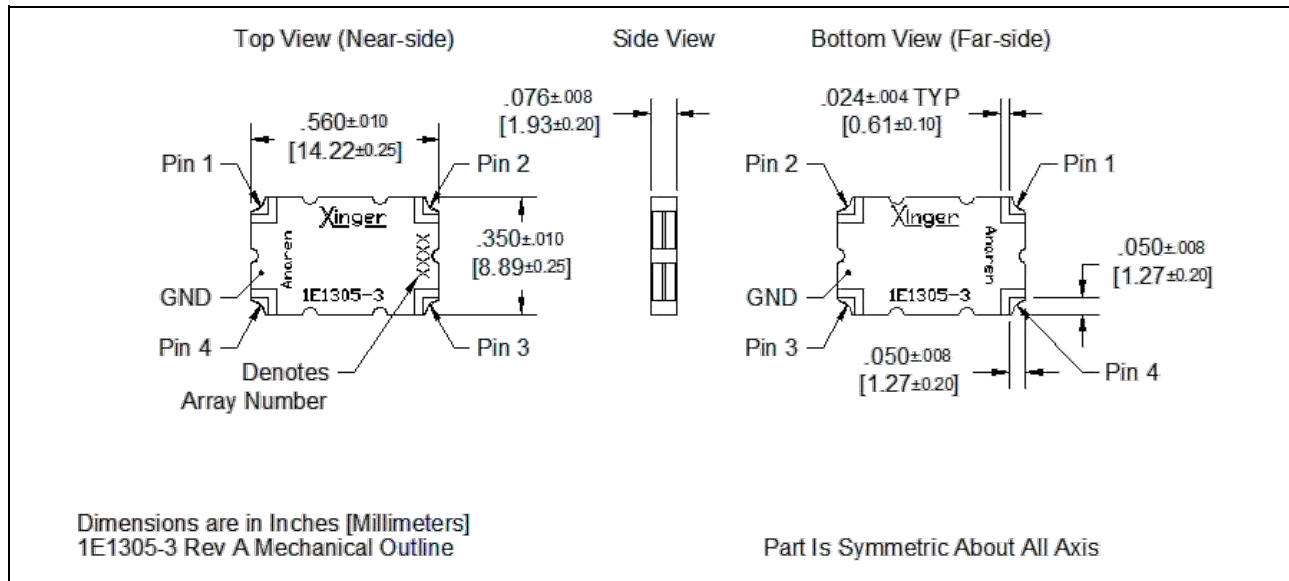 Top View (Near-side)
Side View
Bottom View (Far-side)
.560±.010
[14.22±0.25]
.076±.008
[1.93±0.20]
.024±.004 TYP
[0.61±0.10]
Pin 1
Pin 2
Pin 2
Pin 1
Xinger
Anaren
XXXX
1E1305-3
.350±.010
[8.89±0.25]
Xinger
Anaren
1E1305-3
.050±.008
[1.27±0.20]
GND
GND
Pin 4
Pin 3
Denotes
Array Number
Pin 3
.050±.008
[1.27±0.20]
Pin 4
Dimensions are in Inches [Millimeters]
1E1305-3 Rev A Mechanical Outline
Part Is Symmetric About All Axis